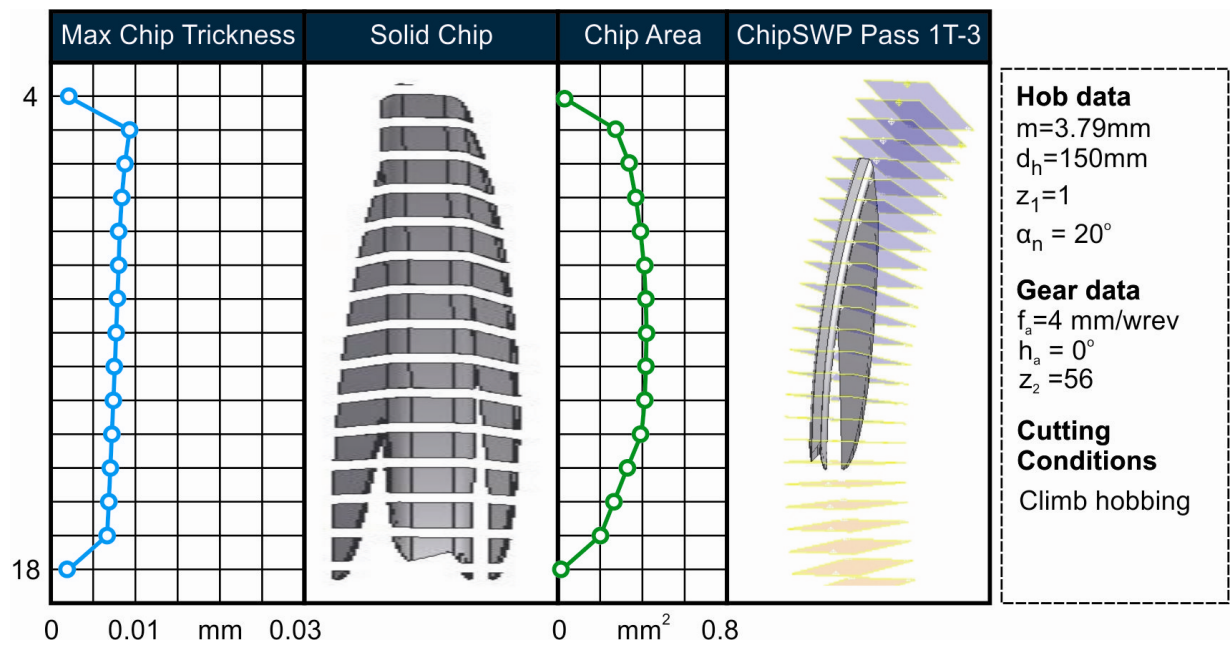 Max Chip Trickness Solid Chip Chip Area ChipSWP Pass 1T-3
4
18
0 0.01 mm 0.03 0 mm² 0.8
Hob data
m=3.79mm
dₕ=150mm
z₁=1
αₙ = 20°
Gear data
fₐ=4 mm/wrev
hₐ = 0°
z₂ =56
Cutting
Conditions
Climb hobbing